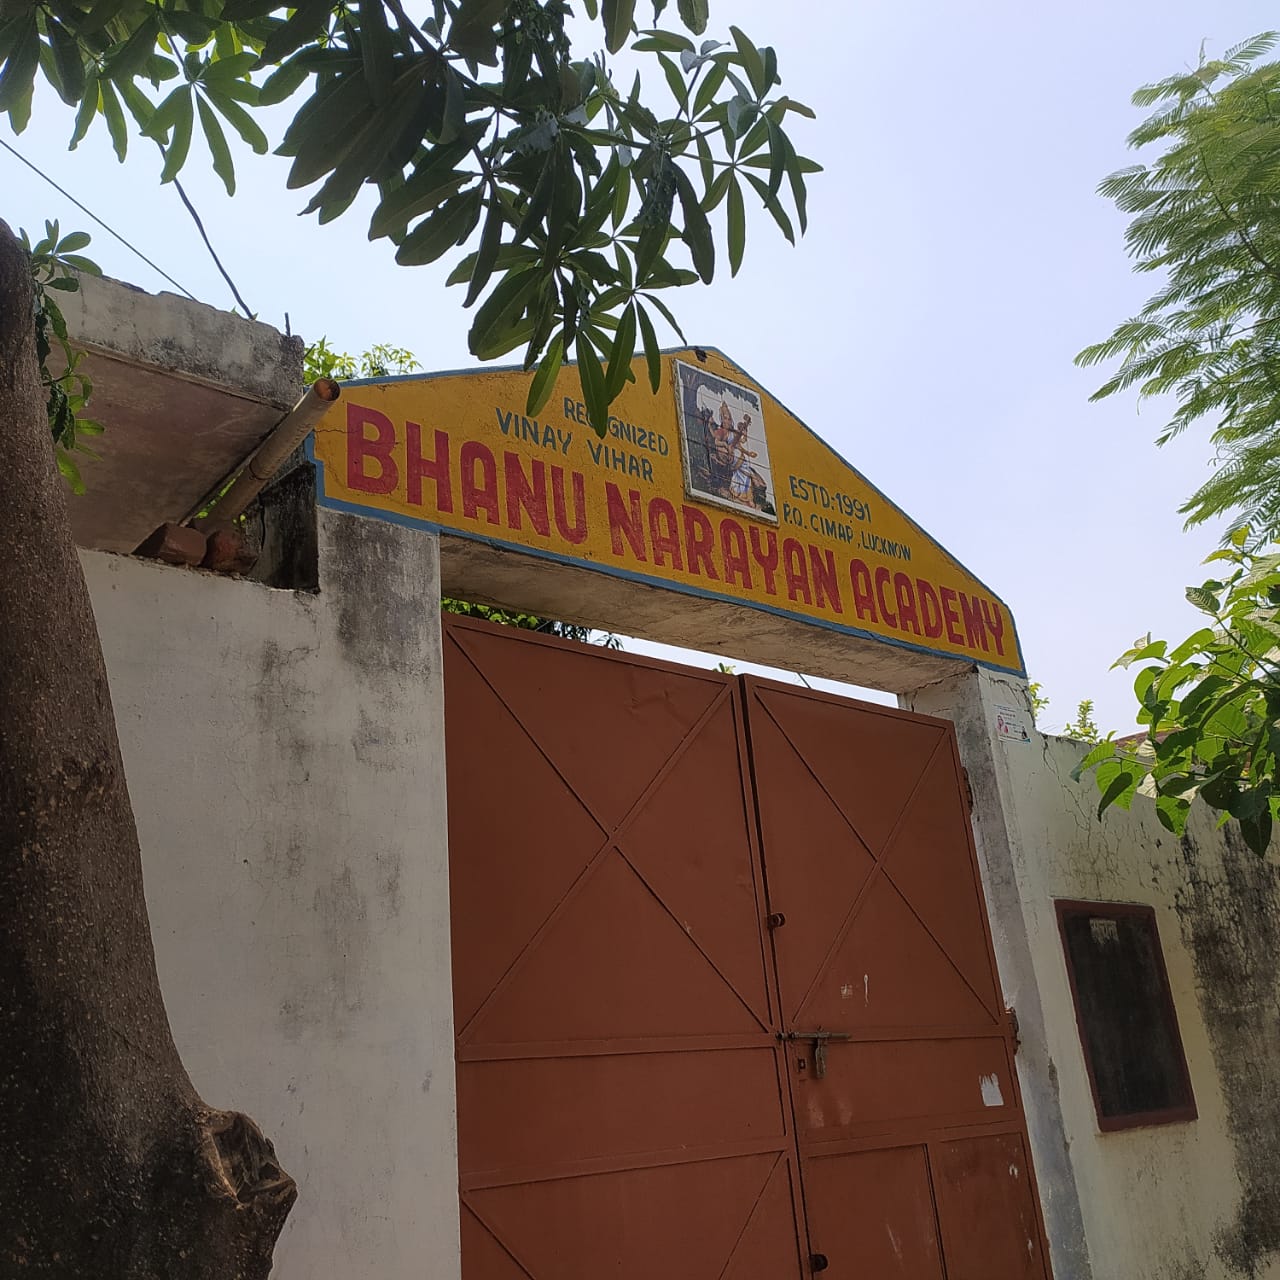 RECOGNIZED
VINAY VIHAR
ESTD:1991
P.O. CIMAP, LUCKNOW
BHANU NARAYAN ACADEMY